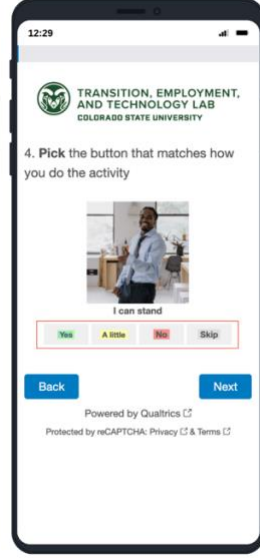 12:29
TRANSITION, EMPLOYMENT,
AND TECHNOLOGY LAB
COLORADO STATE UNIVERSITY
4. Pick the button that matches how
you do the activity
I can stand
Yes A little No Skip
Back Next
Powered by Qualtrics
Protected by reCAPTCHA: Privacy & Terms